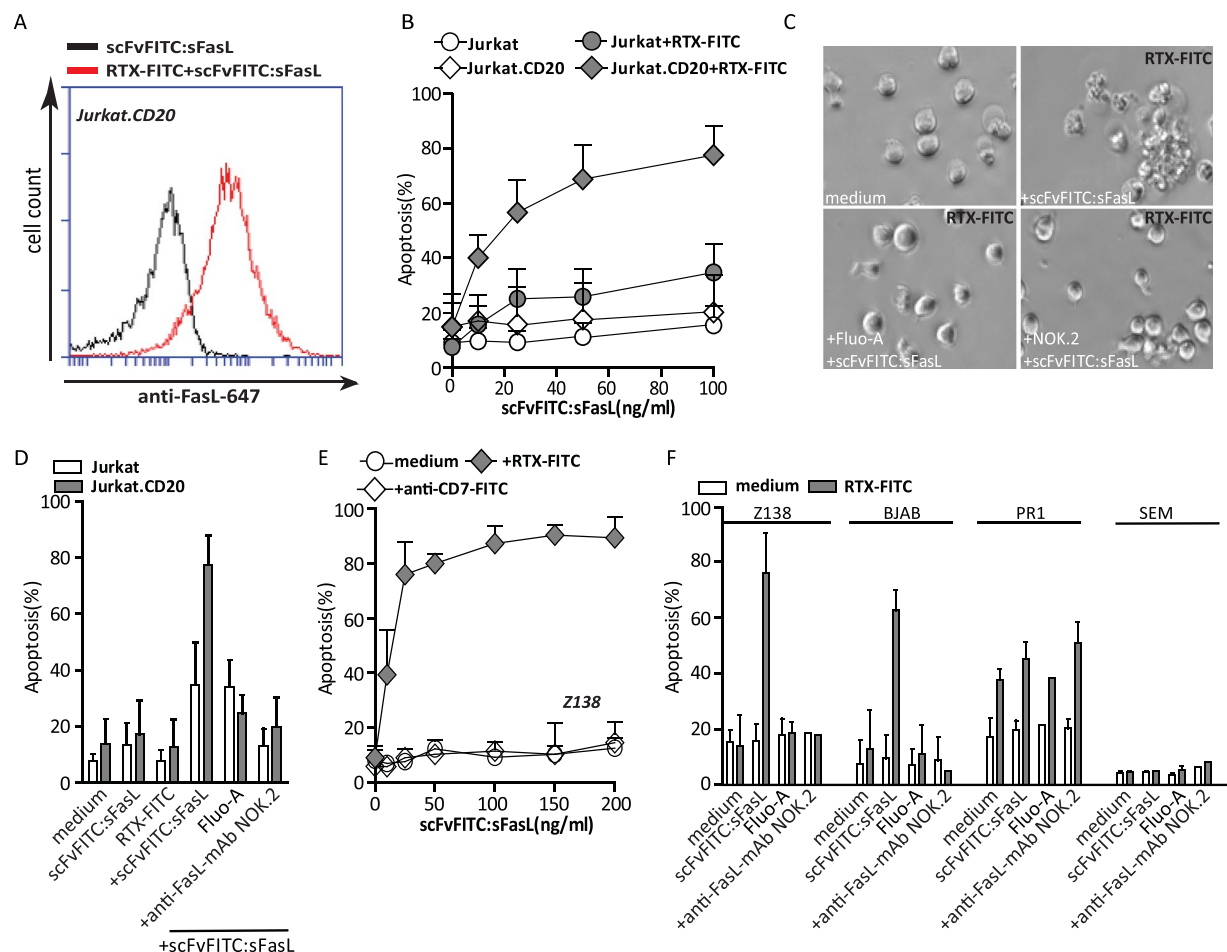 A
scFvFITC:sFasL
RTX-FITC+scFvFITC:sFasL
Jurkat.CD20
cell count
anti-FasL-647
B
Jurkat
Jurkat+RTX-FITC
Jurkat.CD20
Jurkat.CD20+RTX-FITC
Apoptosis(%)
100
80
60
40
20
0
0 20 40 60 80 100
scFvFITC:sFasL(ng/ml)
C
medium
RTX-FITC
+scFvFITC:sFasL
RTX-FITC
+Fluo-A
+scFvFITC:sFasL
RTX-FITC
+NOK.2
+scFvFITC:sFasL
D
Jurkat
Jurkat.CD20
Apoptosis(%)
100
80
60
40
20
0
medium
scFvFITC:sFasL
RTX-FITC
+scFvFITC:sFasL
Fluo-A
+anti-FasL-mAb NOK.2
+scFvFITC:sFasL
E
medium
+RTX-FITC
+anti-CD7-FITC
Apoptosis(%)
100
80
60
40
20
0
Z138
0 50 100 150 200
scFvFITC:sFasL(ng/ml)
F
medium
RTX-FITC
Z138 BJAB PR1 SEM
Apoptosis(%)
100
80
60
40
20
0
medium
scFvFITC:sFasL
Fluo-A
+anti-FasL-mAb NOK.2
medium
scFvFITC:sFasL
Fluo-A
+anti-FasL-mAb NOK.2
medium
scFvFITC:sFasL
Fluo-A
+anti-FasL-mAb NOK.2
medium
scFvFITC:sFasL
Fluo-A
+anti-FasL-mAb NOK.2